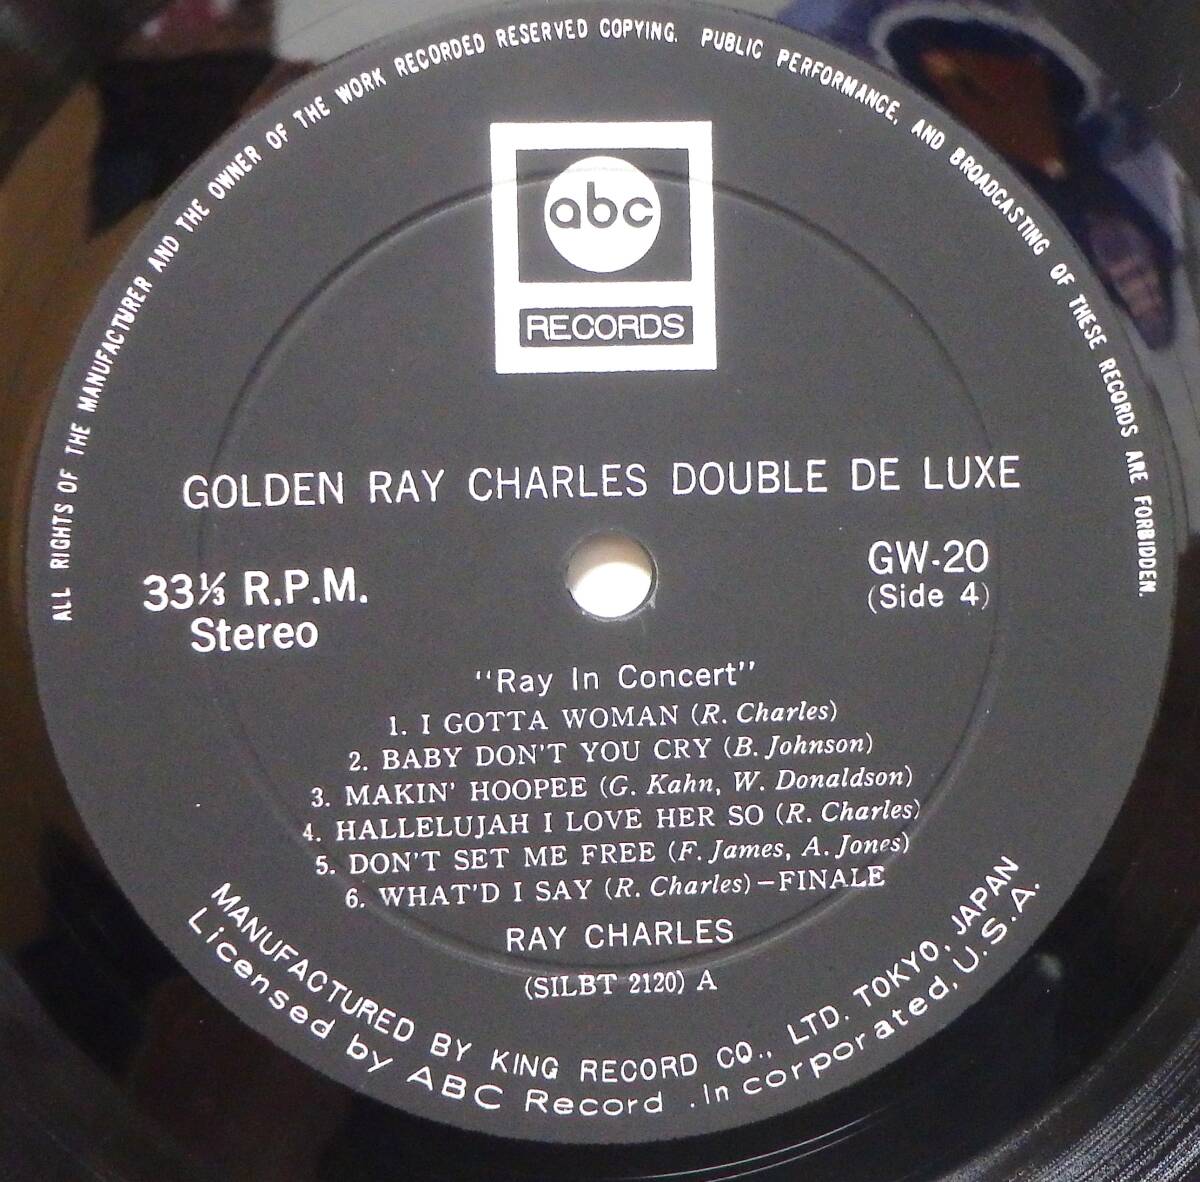 ALL RIGHTS OF THE MANUFACTURER AND THE OWNER OF THE WORK RECORDED RESERVED COPYING. PUBLIC PERFORMANCE, AND BROADCASTING OF THESE RECORDS ARE FORBIDDEN.
abc
RECORDS
GOLDEN RAY CHARLES DOUBLE DE LUXE
33⅓ R.P.M.
Stereo
GW-20
(Side 4)
"Ray In Concert"
1. I GOTTA WOMAN (R. Charles)
2. BABY DON'T YOU CRY (B. Johnson)
3. MAKIN' HOOPEE (G. Kahn, W. Donaldson)
4. HALLELUJAH I LOVE HER SO (R. Charles)
5. DON'T SET ME FREE (F. James, A. Jones)
6. WHAT'D I SAY (R. Charles)–FINALE
RAY CHARLES
(SILBT 2120) A
MANUFACTURED BY KING RECORD CO., LTD. TOKYO, JAPAN
Licensed by ABC Record . Incorporated, U.S.A.